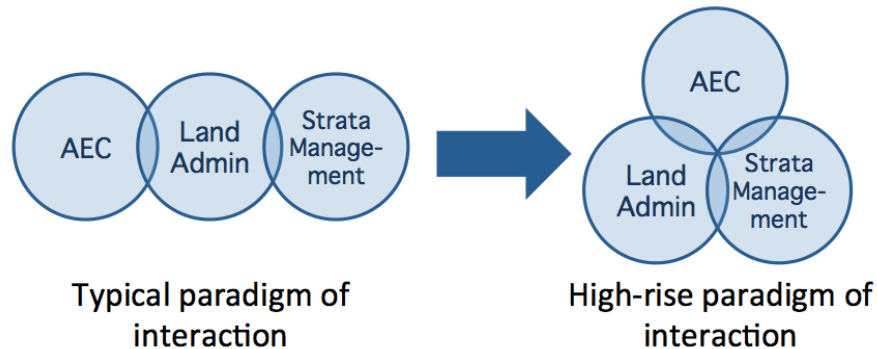 AEC
Land
Admin
Strata
Manage-
ment
Typical paradigm of
interaction
AEC
Land
Admin
Strata
Manage-
ment
High-rise paradigm of
interaction